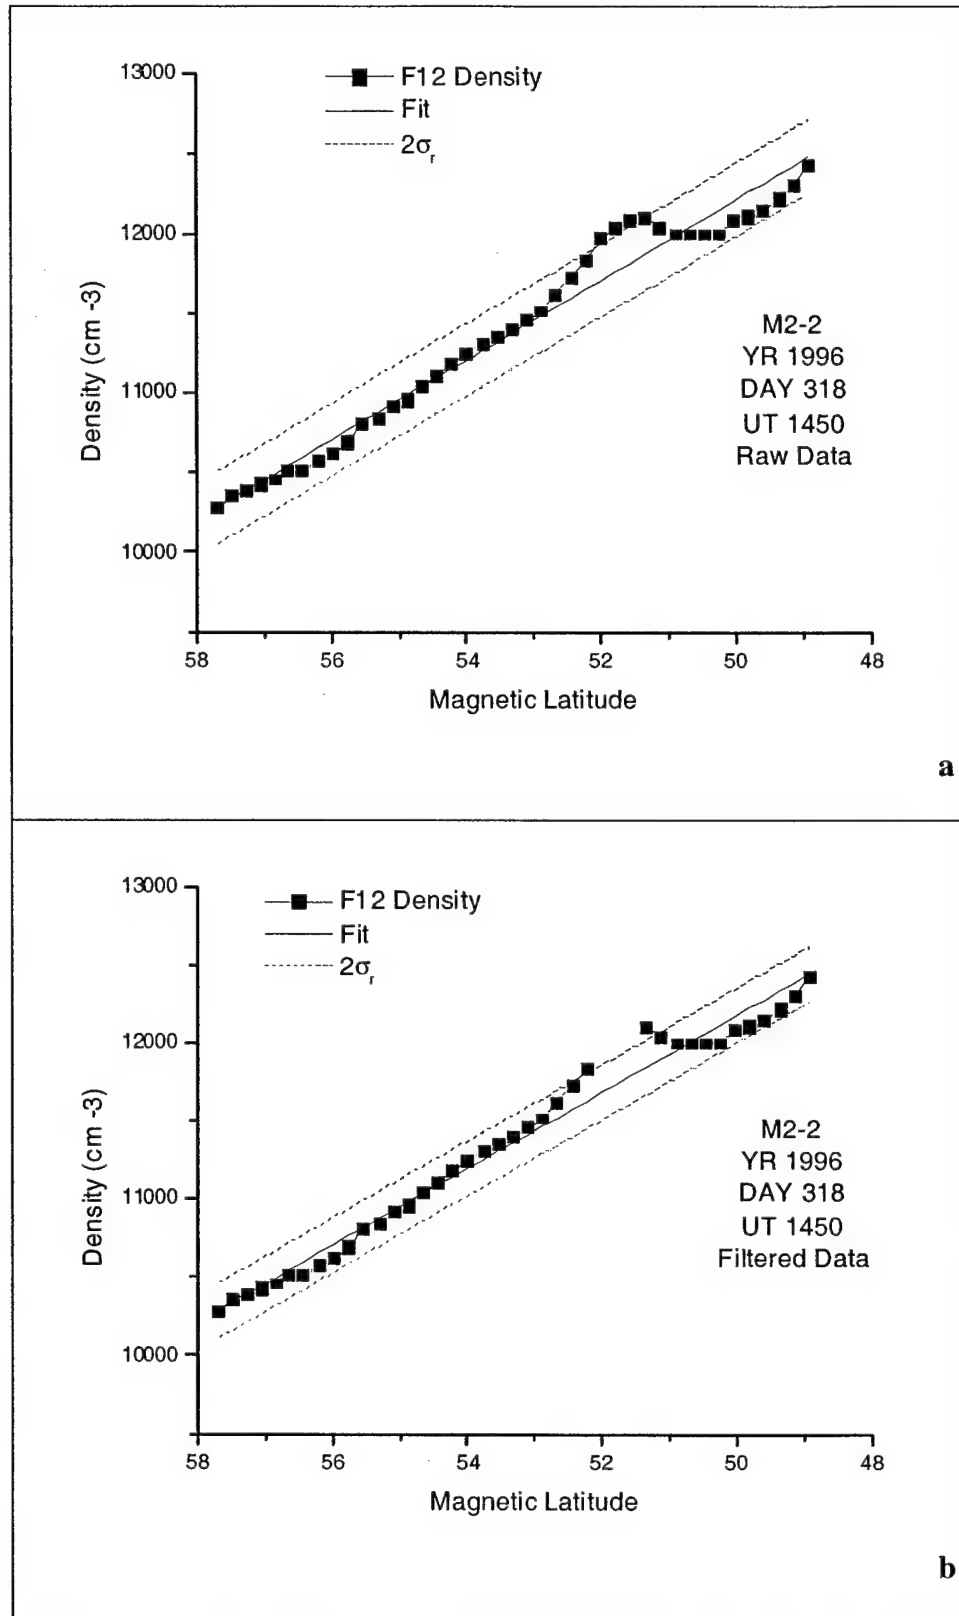 13000
F12 Density
Fit
2σr
12000
11000
10000
Density (cm -3)
M2-2
YR 1996
DAY 318
UT 1450
Raw Data
58 56 54 52 50 48
Magnetic Latitude
a
13000
F12 Density
Fit
2σr
12000
11000
10000
Density (cm -3)
M2-2
YR 1996
DAY 318
UT 1450
Filtered Data
58 56 54 52 50 48
Magnetic Latitude
b